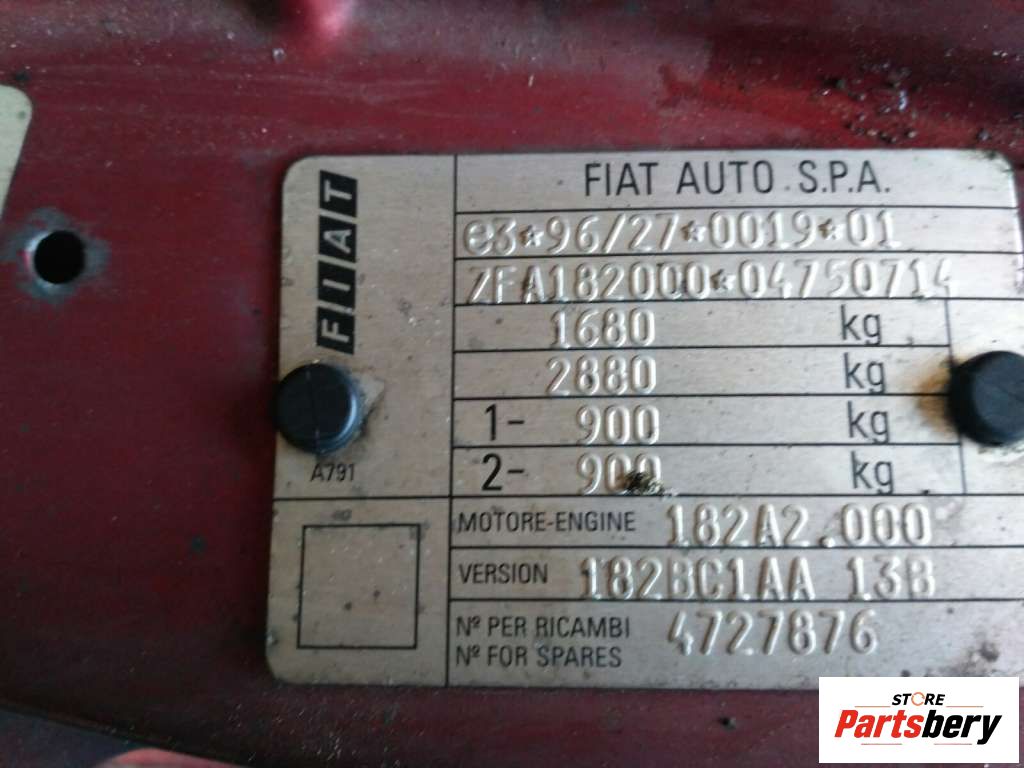 FIAT
FIAT AUTO S.P.A.
e3*96/27*0019*01
ZFA182000*04750714
1680 kg
2880 kg
1- 900 kg
2- 900 kg
A791
MOTORE-ENGINE 182A2.000
VERSION 182BC1AA 13B
Nº PER RICAMBI 4727876
Nº FOR SPARES
STORE
Partsbery